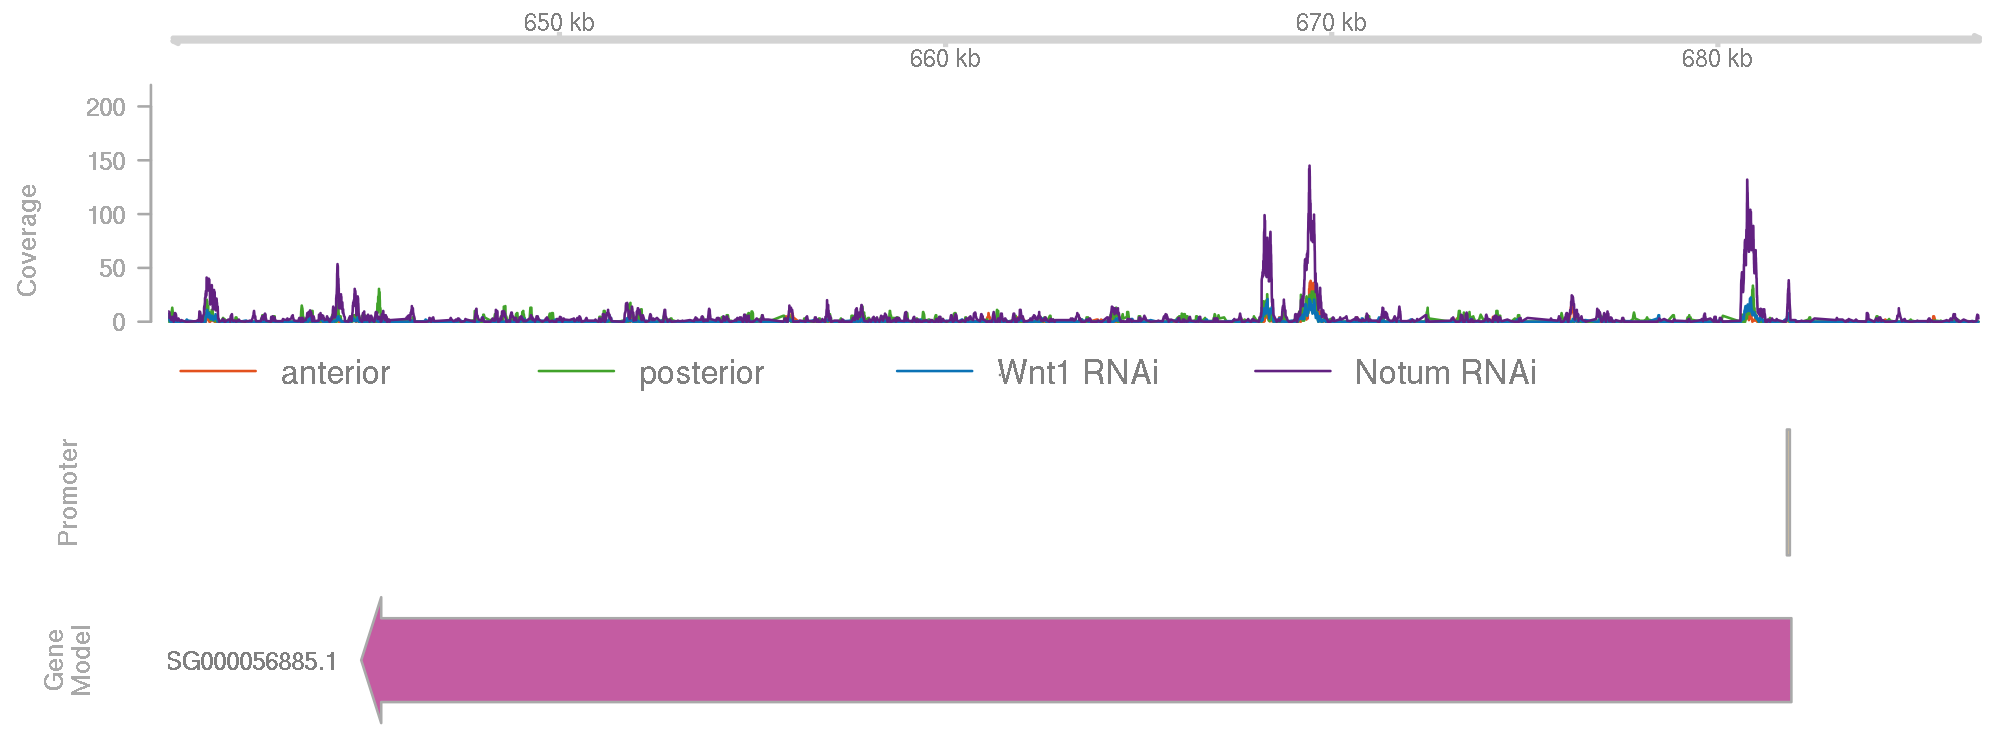 650 kb
670 kb
660 kb
680 kb
Coverage
200
150
100
50
0
anterior posterior Wnt1 RNAi Notum RNAi
Promoter
Gene
Model
SG000056885.1